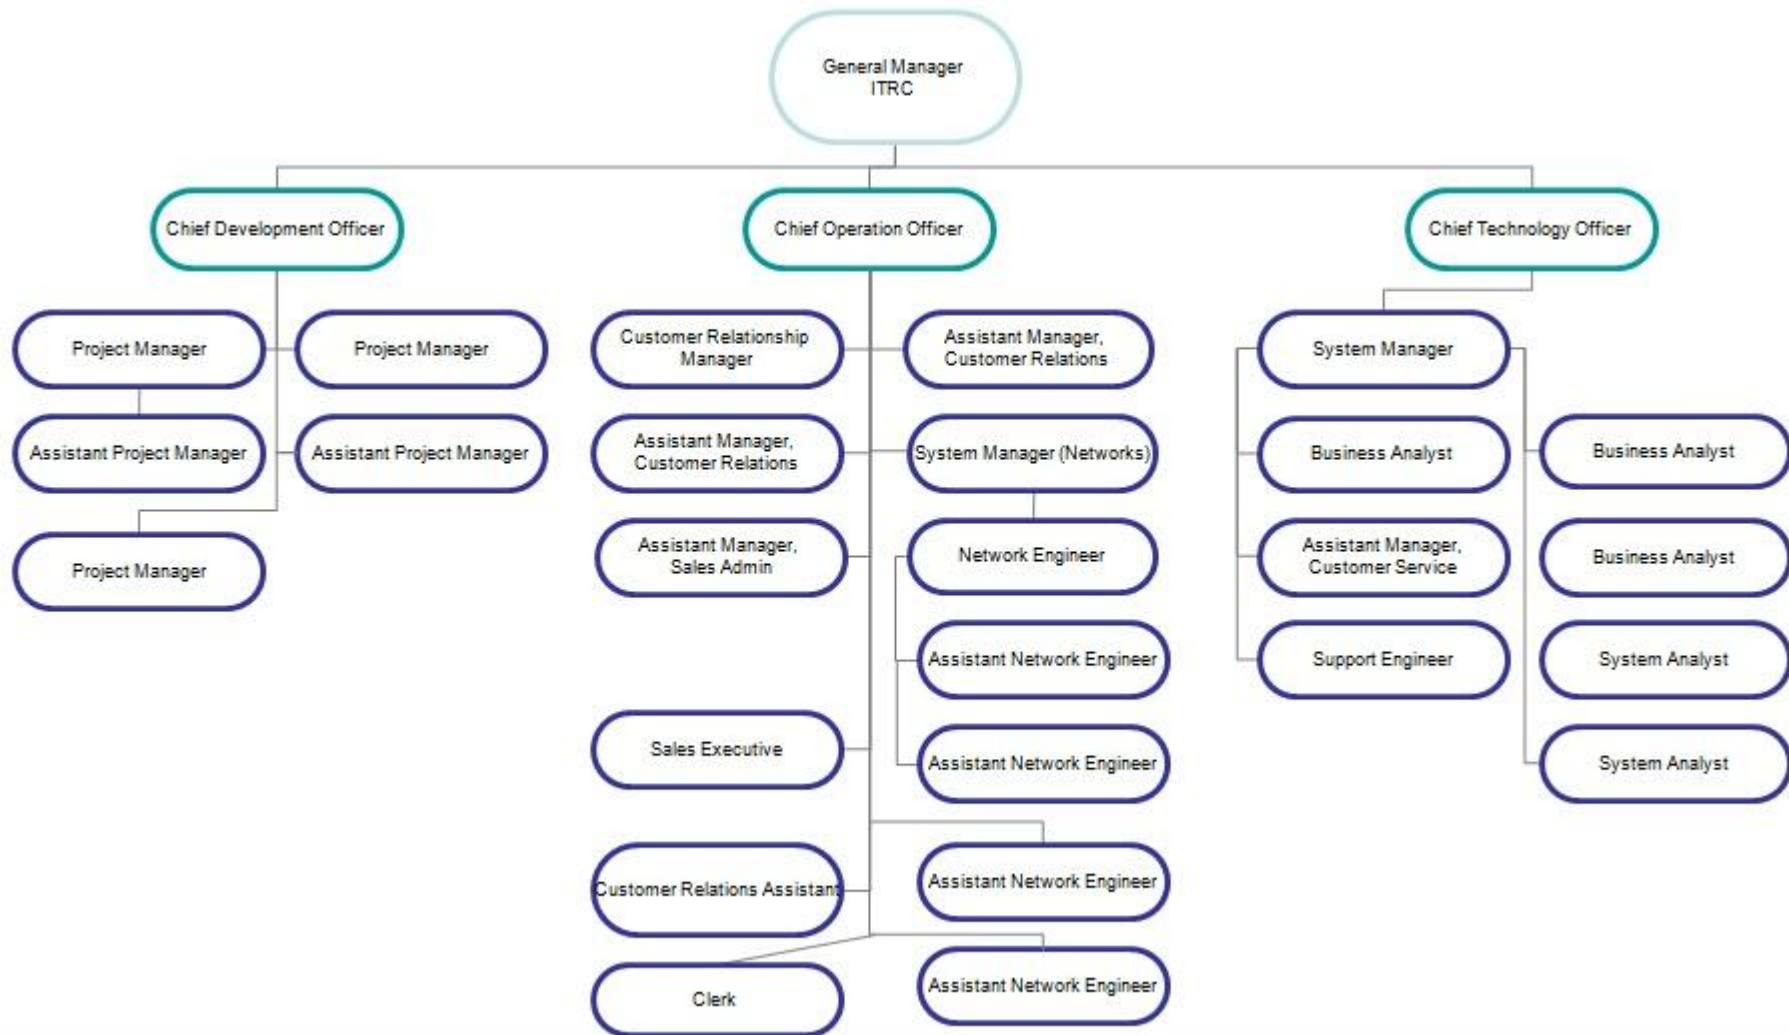 General Manager
ITRC
Chief Development Officer
Chief Operation Officer
Chief Technology Officer
Project Manager
Project Manager
Customer Relationship
Manager
Assistant Manager,
Customer Relations
System Manager
Assistant Project Manager
Assistant Project Manager
Assistant Manager,
Customer Relations
System Manager (Networks)
Business Analyst
Business Analyst
Project Manager
Assistant Manager,
Sales Admin
Network Engineer
Assistant Manager,
Customer Service
Business Analyst
Assistant Network Engineer
Support Engineer
System Analyst
Sales Executive
Assistant Network Engineer
System Analyst
Customer Relations Assistant
Assistant Network Engineer
Clerk
Assistant Network Engineer